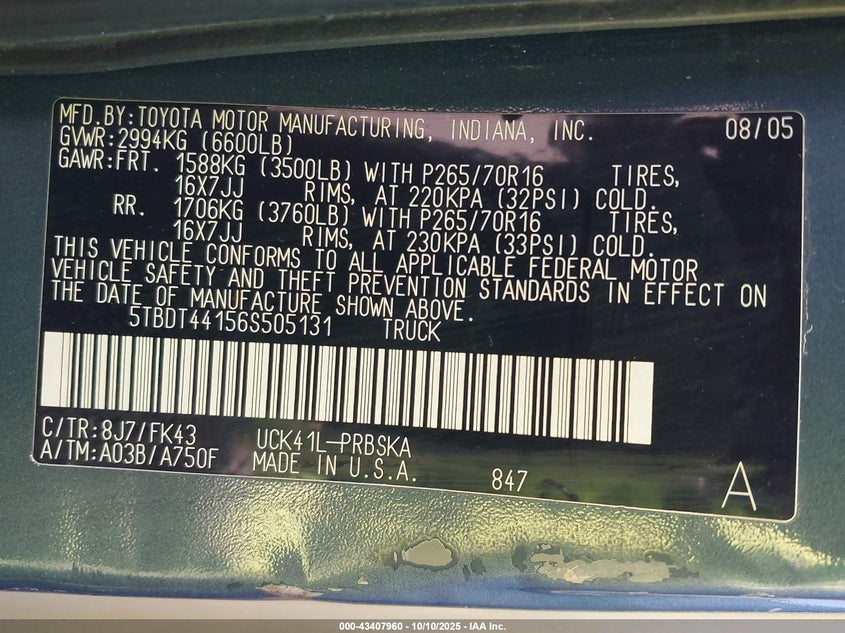 MFD.BY:TOYOTA MOTOR MANUFACTURING, INDIANA, INC. 08/05
GVWR:2994KG (6600LB)
GAWR:FRT. 1588KG (3500LB) WITH P265/70R16 TIRES,
16X7JJ RIMS, AT 220KPA (32PSI) COLD.
RR. 1706KG (3760LB) WITH P265/70R16 TIRES,
16X7JJ RIMS, AT 230KPA (33PSI) COLD.
THIS VEHICLE CONFORMS TO ALL APPLICABLE FEDERAL MOTOR
VEHICLE SAFETY AND THEFT PREVENTION STANDARDS IN EFFECT ON
THE DATE OF MANUFACTURE SHOWN ABOVE.
5TBDT44156S505131 TRUCK
C/TR:8J7/FK43 UCK41L-PRBSKA
A/TM:A03B/A750F MADE IN U.S.A. 847 A
000-43407960 - 10/10/2025 - IAA Inc.